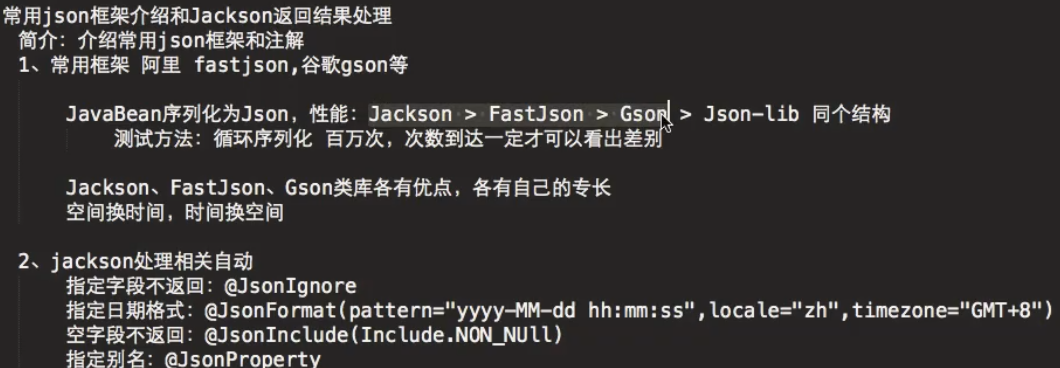 常用json框架介绍和Jackson返回结果处理
简介：介绍常用json框架和注解
1、常用框架 阿里 fastjson,谷歌gson等
JavaBean序列化为Json，性能：Jackson > FastJson > Gson > Json-lib 同个结构
测试方法：循环序列化 百万次，次数到达一定才可以看出差别
Jackson、FastJson、Gson类库各有优点，各有自己的专长
空间换时间，时间换空间
2、jackson处理相关自动
指定字段不返回：@JsonIgnore
指定日期格式：@JsonFormat(pattern="yyyy-MM-dd hh:mm:ss",locale="zh",timezone="GMT+8")
空字段不返回：@JsonInclude(Include.NON_NUll)
指定别名：@JsonProperty